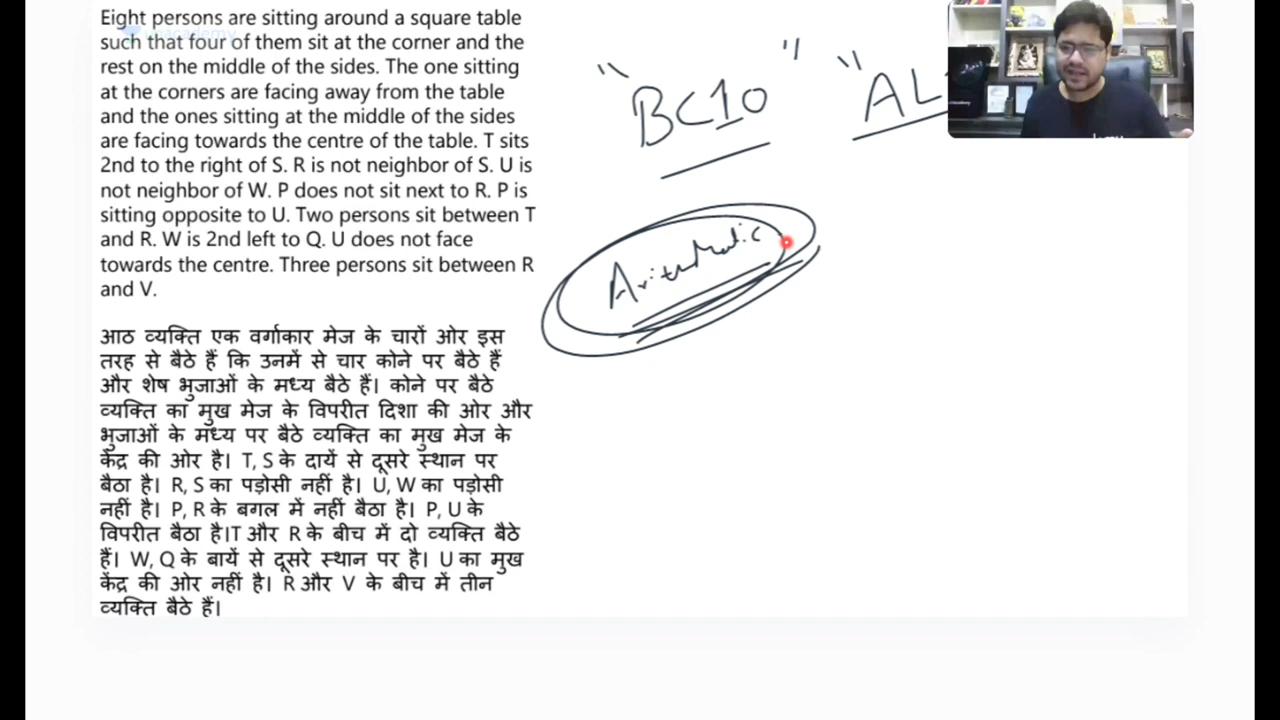 Eight persons are sitting around a square table
such that four of them sit at the corner and the
rest on the middle of the sides. The one sitting
at the corners are facing away from the table
and the ones sitting at the middle of the sides
are facing towards the centre of the table. T sits
2nd to the right of S. R is not neighbor of S. U is
not neighbor of W. P does not sit next to R. P is
sitting opposite to U. Two persons sit between T
and R. W is 2nd left to Q. U does not face
towards the centre. Three persons sit between R
and V.
आठ व्यक्ति एक वर्गाकार मेज के चारों ओर इस
तरह से बैठे हैं कि उनमें से चार कोने पर बैठे हैं
और शेष भुजाओं के मध्य बैठे हैं। कोने पर बैठे
व्यक्ति का मुख मेज के विपरीत दिशा की ओर और
भुजाओं के मध्य पर बैठे व्यक्ति का मुख मेज के
केंद्र की ओर है। T, S के दायें से दूसरे स्थान पर
बैठा है। R, S का पड़ोसी नहीं है। U, W का पड़ोसी
नहीं है। P, R के बगल में नहीं बैठा है। P, U के
विपरीत बैठा है।T और R के बीच में दो व्यक्ति बैठे
हैं। W, Q के बायें से दूसरे स्थान पर है। U का मुख
केंद्र की ओर नहीं है। R और V के बीच में तीन
व्यक्ति बैठे हैं।
"BC10" "AL
Arithmatic